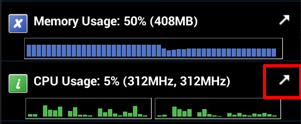 Memory Usage: 50% (408MB)
CPU Usage: 5% (312MHz, 312MHz)